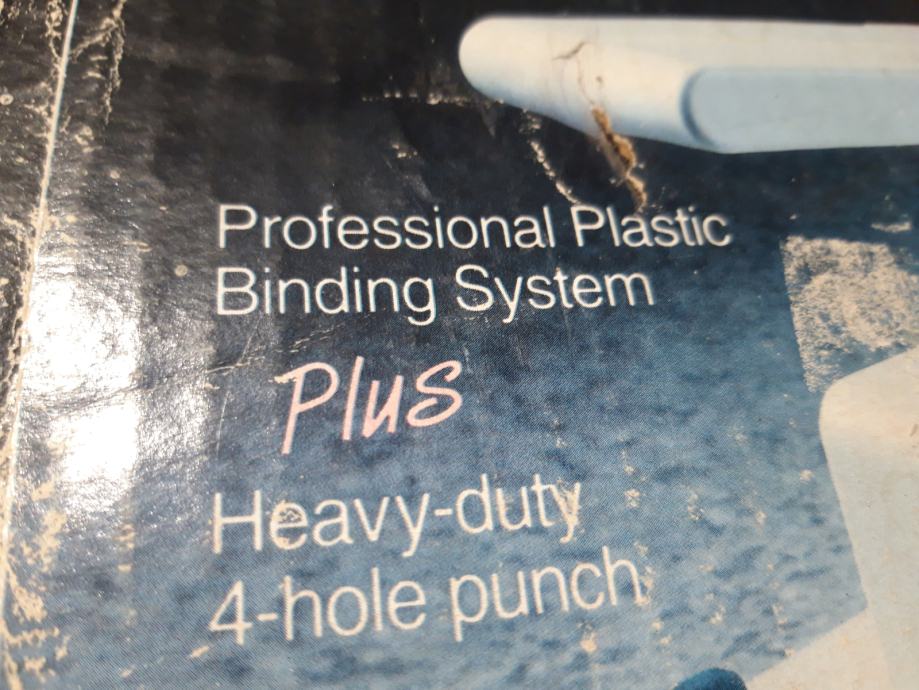 Professional Plastic
Binding System
Plus
Heavy-duty
4-hole punch